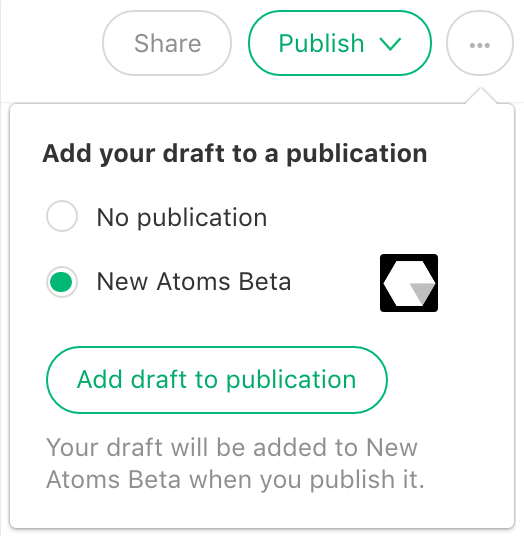 Share Publish ...
Add your draft to a publication
No publication
New Atoms Beta
Add draft to publication
Your draft will be added to New
Atoms Beta when you publish it.